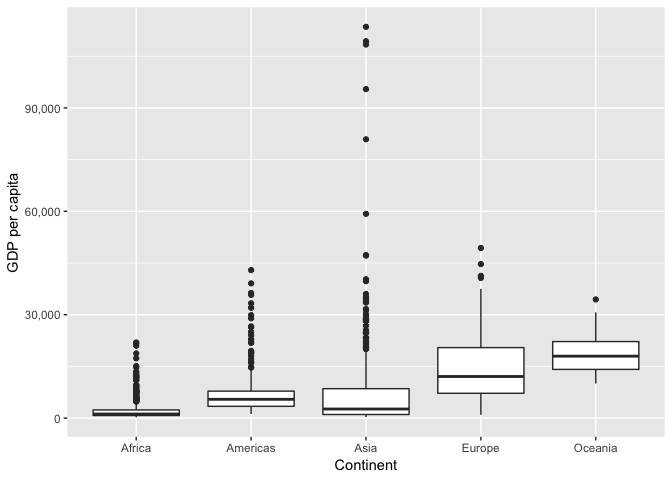 90,000
60,000
30,000
0
GDP per capita
Africa Americas Asia Europe Oceania
Continent